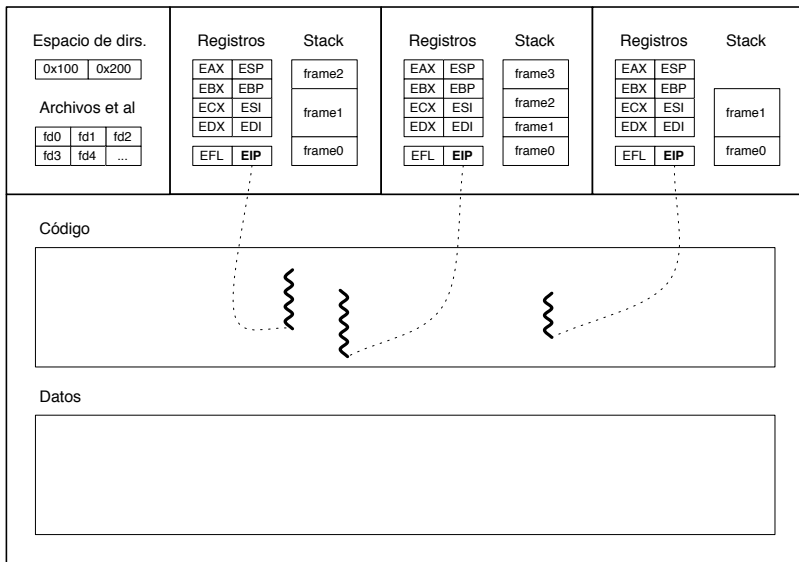 Espacio de dirs.
0x100 0x200
Archivos et al
fd0 fd1 fd2
fd3 fd4 ...
Registros Stack
EAX ESP
EBX EBP
ECX ESI
EDX EDI
EFL EIP
frame2
frame1
frame0
Registros Stack
EAX ESP
EBX EBP
ECX ESI
EDX EDI
EFL EIP
frame3
frame2
frame1
frame0
Registros Stack
EAX ESP
EBX EBP
ECX ESI
EDX EDI
EFL EIP
frame1
frame0
Código
Datos